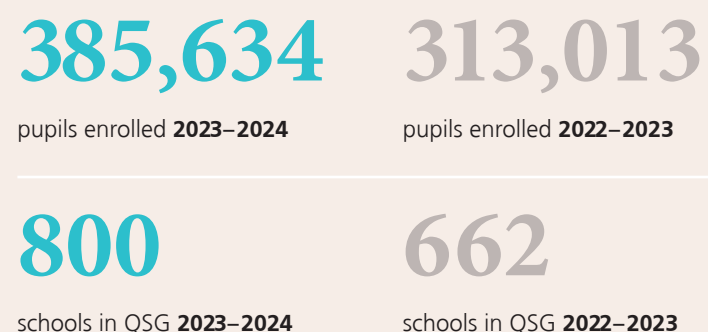 385,634
313,013
pupils enrolled 2023–2024
pupils enrolled 2022–2023
800
662
schools in QSG 2023–2024
schools in QSG 2022–2023